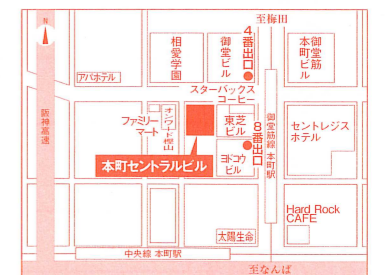 N
至梅田
4番出口
相愛学園
御堂ビル
本町ビル
御堂筋
アパホテル
スターバックス
コーヒー
阪神高速
ファミリー
マート
オンワード樫山
東芝
ビル
8番出口
御堂筋線 本町駅
セントレジス
ホテル
本町セントラルビル
ヨドコウ
ビル
Hard Rock
CAFE
太陽生命
中央線 本町駅
至なんば